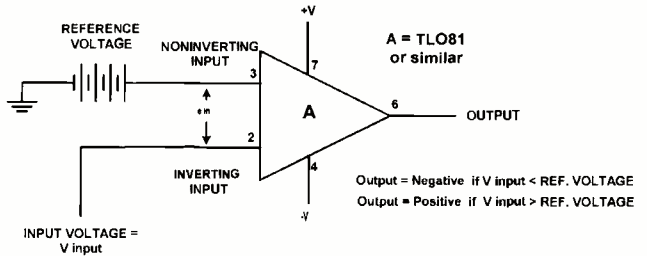 REFERENCE
VOLTAGE
+V
NONINVERTING
INPUT
A = TLO81
or similar
3
7
e in
A
6
OUTPUT
2
4
INVERTING
INPUT
-V
Output = Negative if V input < REF. VOLTAGE
Output = Positive if V input > REF. VOLTAGE
INPUT VOLTAGE =
V input